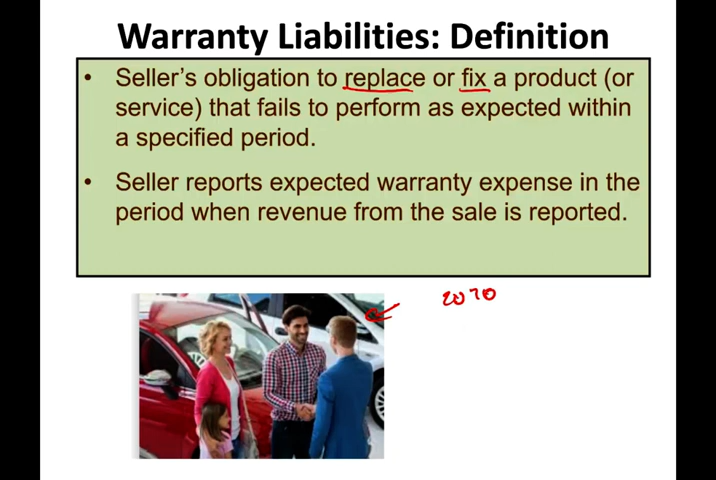 Warranty Liabilities: Definition
• Seller's obligation to replace or fix a product (or
service) that fails to perform as expected within
a specified period.
• Seller reports expected warranty expense in the
period when revenue from the sale is reported.
2020